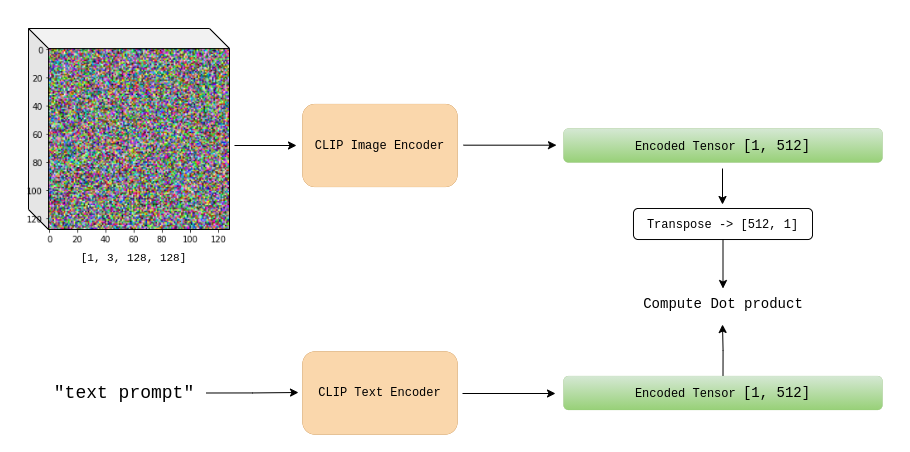 0
20
40
60
80
100
120
0 20 40 60 80 100 120
[1, 3, 128, 128]
CLIP Image Encoder
Encoded Tensor [1, 512]
Transpose -> [512, 1]
Compute Dot product
"text prompt"
CLIP Text Encoder
Encoded Tensor [1, 512]